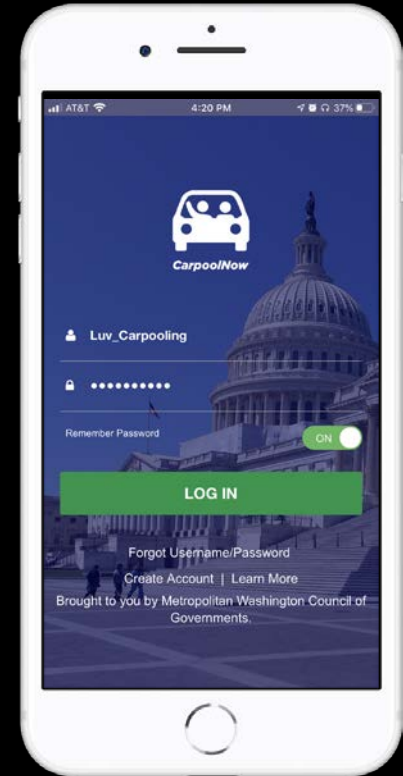 AT&T 4:20 PM 37%
CarpoolNow
Luv_Carpooling
••••••••••
Remember Password ON
LOG IN
Forgot Username/Password
Create Account | Learn More
Brought to you by Metropolitan Washington Council of
Governments.